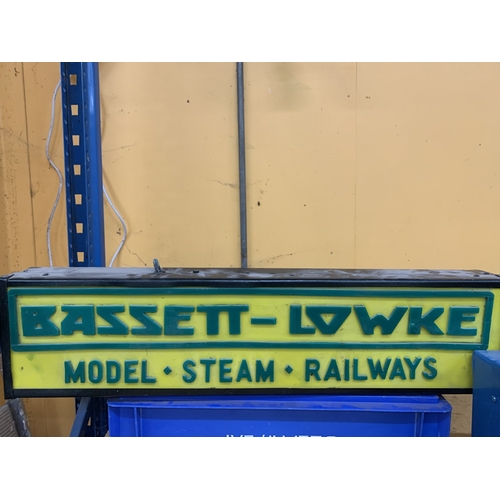 BASSETT-LOWKE
MODEL · STEAM · RAILWAYS